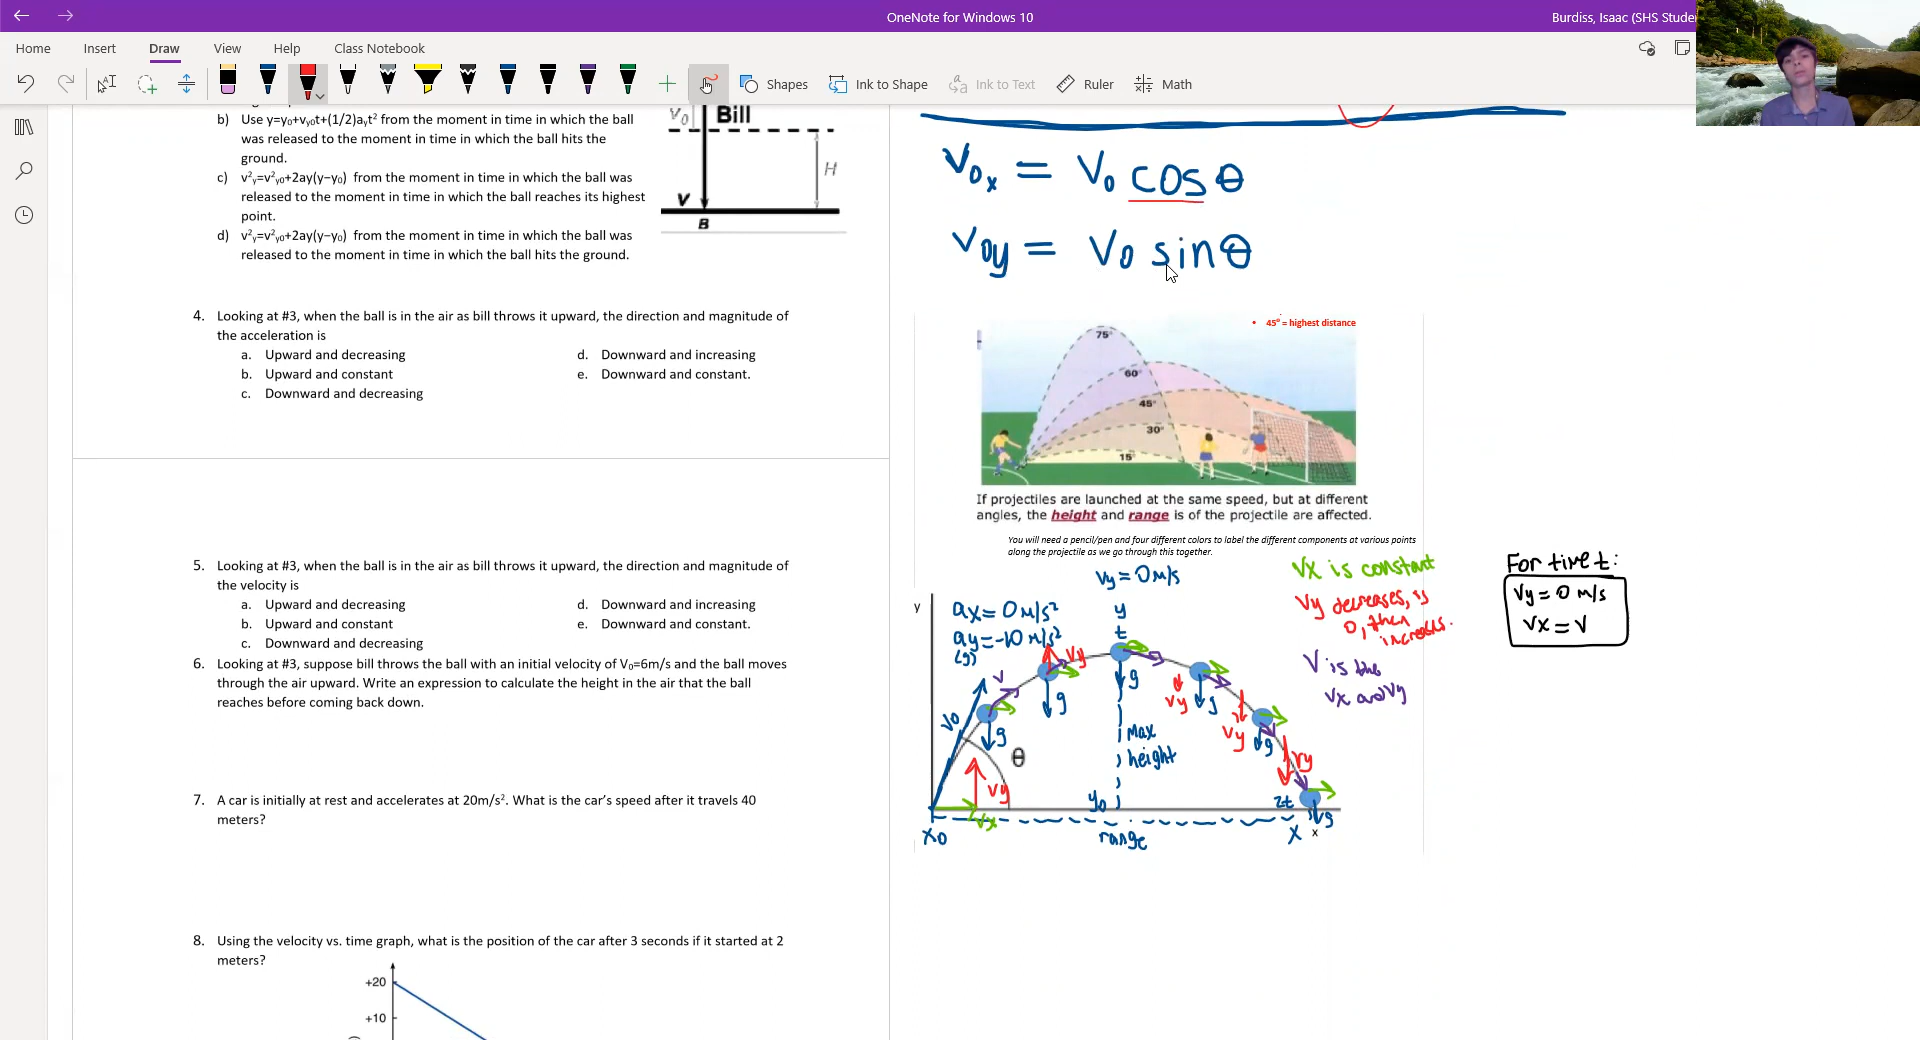 OneNote for Windows 10
Burdiss, Isaac (SHS Studen
Home Insert Draw View Help Class Notebook
Shapes Ink to Shape Ink to Text Ruler Math
b) Use y=y₀+vᵧ₀t+(1/2)aᵧt² from the moment in time in which the ball
was released to the moment in time in which the ball hits the
ground.
c) v²ᵧ=v²ᵧ₀+2ay(y−y₀) from the moment in time in which the ball was
released to the moment in time in which the ball reaches its highest
point.
d) v²ᵧ=v²ᵧ₀+2ay(y−y₀) from the moment in time in which the ball was
released to the moment in time in which the ball hits the ground.
V₀ Bill
H
V
B
4. Looking at #3, when the ball is in the air as bill throws it upward, the direction and magnitude of
the acceleration is
a. Upward and decreasing
b. Upward and constant
c. Downward and decreasing
d. Downward and increasing
e. Downward and constant.
5. Looking at #3, when the ball is in the air as bill throws it upward, the direction and magnitude of
the velocity is
a. Upward and decreasing
b. Upward and constant
c. Downward and decreasing
d. Downward and increasing
e. Downward and constant.
6. Looking at #3, suppose bill throws the ball with an initial velocity of V₀=6m/s and the ball moves
through the air upward. Write an expression to calculate the height in the air that the ball
reaches before coming back down.
7. A car is initially at rest and accelerates at 20m/s². What is the car's speed after it travels 40
meters?
8. Using the velocity vs. time graph, what is the position of the car after 3 seconds if it started at 2
meters?
+20
+10
V₀ₓ = V₀ cosθ
V₀y = V₀ sinθ
• 45° = highest distance
75°
60°
45°
30°
15°
If projectiles are launched at the same speed, but at different
angles, the height and range is of the projectile are affected.
You will need a pencil/pen and four different colors to label the different components at various points
along the projectile as we go through this together.
Vy = 0 m/s
y
ax = 0 m/s²
ay = -10 m/s²
(g)
y
t
Vy
V
g
g
g
V₀
θ
Vy
Vx
max
height
y₀
Vy
g
Vy
g
Vy
2t
g
x₀
range
X
x
Vx is constant
Vy decreases, is
0, then
increases.
V is the
Vx and Vy
For time t:
Vy = 0 m/s
Vx = V